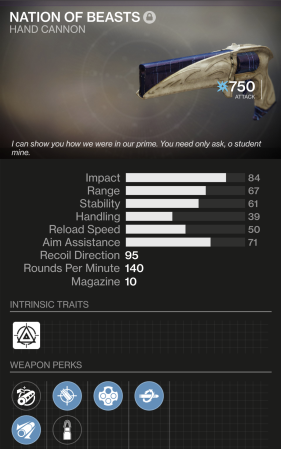 NATION OF BEASTS
HAND CANNON
750
ATTACK
I can show you how we were in our prime. You need only ask, o student
mine.
Impact 84
Range 67
Stability 61
Handling 39
Reload Speed 50
Aim Assistance 71
Recoil Direction 95
Rounds Per Minute 140
Magazine 10
INTRINSIC TRAITS
WEAPON PERKS